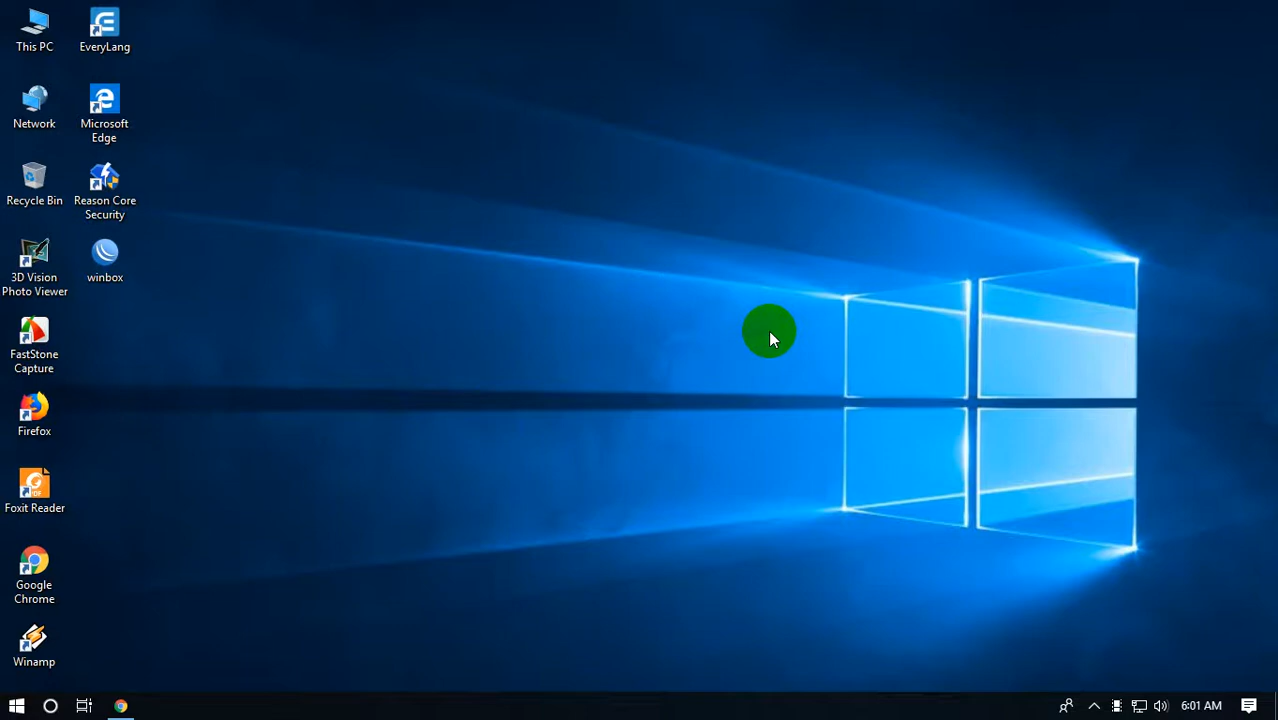 This PC
EveryLang
Network
Microsoft
Edge
Recycle Bin
Reason Core
Security
3D Vision
Photo Viewer
winbox
FastStone
Capture
Firefox
PDF
Foxit Reader
Google
Chrome
Winamp
6:01 AM